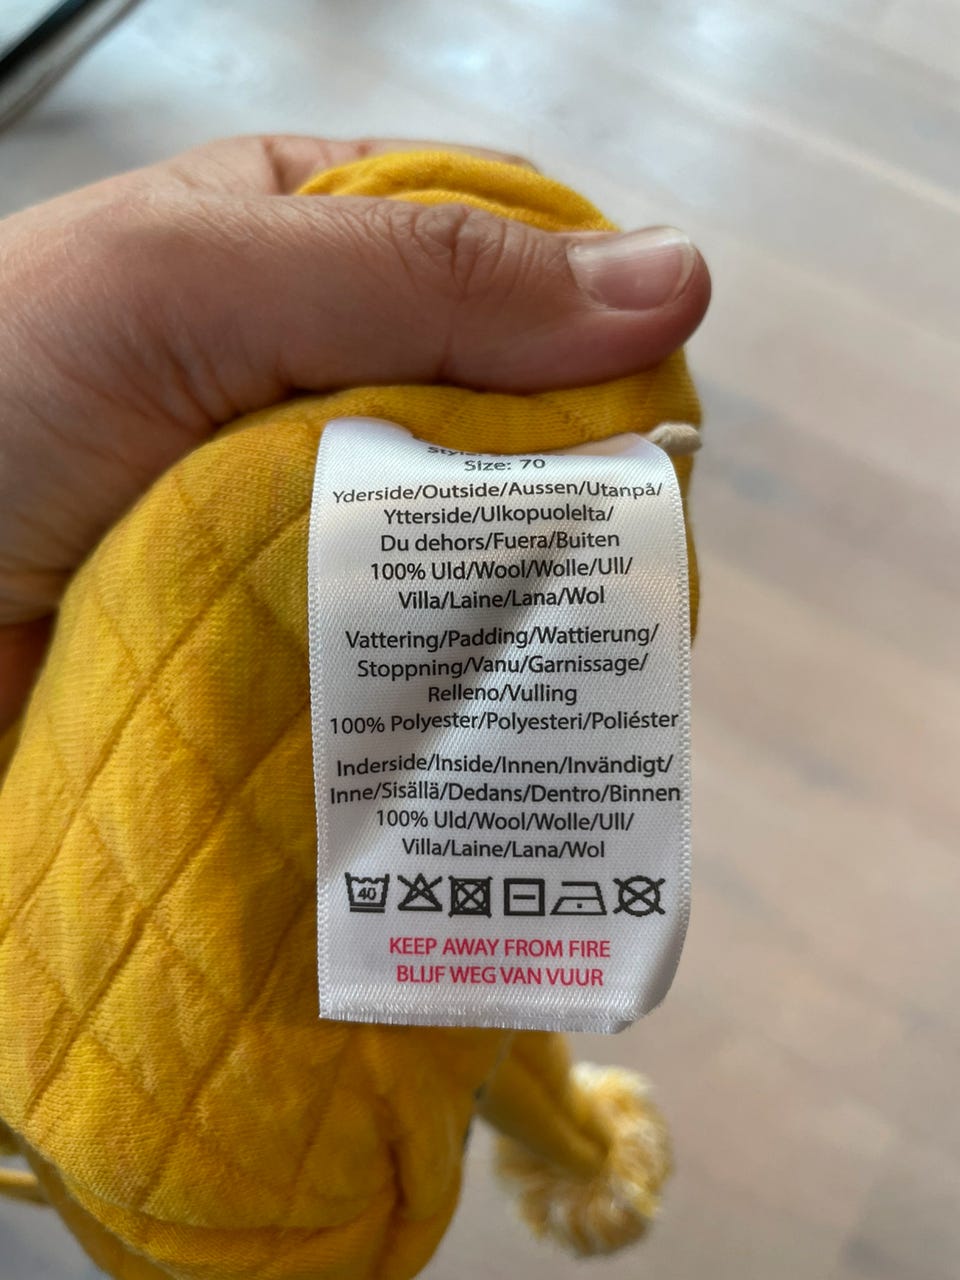 Size: 70
Yderside/Outside/Aussen/Utanpå/
Ytterside/Ulkopuolelta/
Du dehors/Fuera/Buiten
100% Uld/Wool/Wolle/Ull/
Villa/Laine/Lana/Wol
Vattering/Padding/Wattierung/
Stoppning/Vanu/Garnissage/
Relleno/Vulling
100% Polyester/Polyesteri/Poliéster
Inderside/Inside/Innen/Invändigt/
Inne/Sisällä/Dedans/Dentro/Binnen
100% Uld/Wool/Wolle/Ull/
Villa/Laine/Lana/Wol
40
KEEP AWAY FROM FIRE
BLIJF WEG VAN VUUR